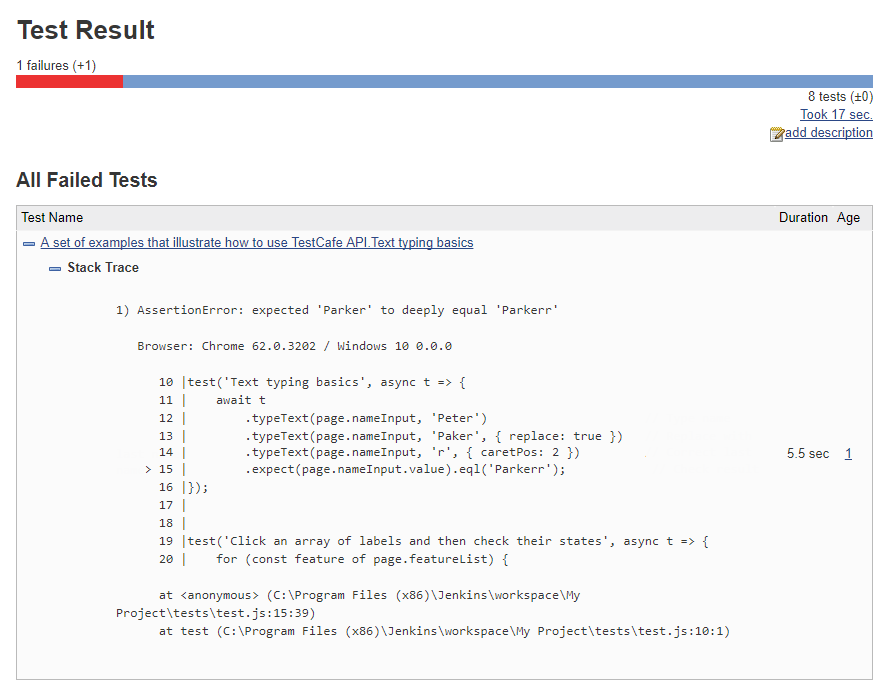 Test Result
1 failures (+1)
8 tests (±0)
Took 17 sec.
add description
All Failed Tests
Test Name Duration Age
A set of examples that illustrate how to use TestCafe API.Text typing basics
Stack Trace
1) AssertionError: expected 'Parker' to deeply equal 'Parkerr'
Browser: Chrome 62.0.3202 / Windows 10 0.0.0
10 |test('Text typing basics', async t => {
11 |    await t
12 |        .typeText(page.nameInput, 'Peter')
13 |        .typeText(page.nameInput, 'Paker', { replace: true })
14 |        .typeText(page.nameInput, 'r', { caretPos: 2 })
5.5 sec 1
> 15 |        .expect(page.nameInput.value).eql('Parkerr');
16 |});
17 |
18 |
19 |test('Click an array of labels and then check their states', async t => {
20 |    for (const feature of page.featureList) {
at <anonymous> (C:\Program Files (x86)\Jenkins\workspace\My
Project\tests\test.js:15:39)
at test (C:\Program Files (x86)\Jenkins\workspace\My Project\tests\test.js:10:1)